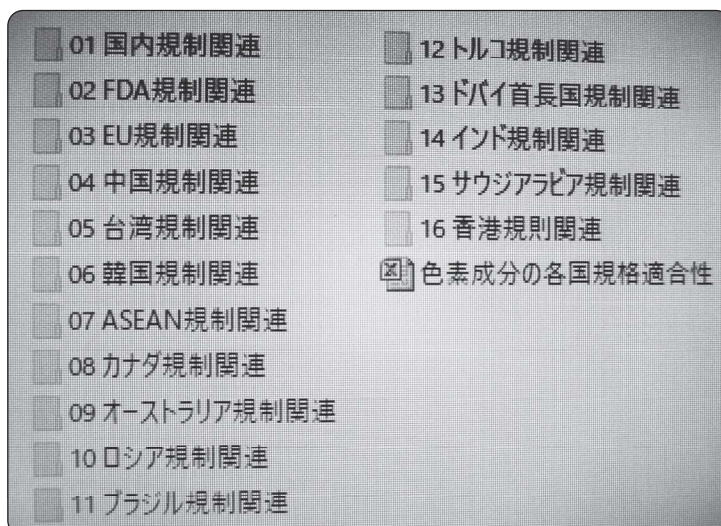 01 国内規制関連
02 FDA規制関連
03 EU規制関連
04 中国規制関連
05 台湾規制関連
06 韓国規制関連
07 ASEAN規制関連
08 カナダ規制関連
09 オーストラリア規制関連
10 ロシア規制関連
11 ブラジル規制関連
12 トルコ規制関連
13 ドバイ首長国規制関連
14 インド規制関連
15 サウジアラビア規制関連
16 香港規則関連
色素成分の各国規格適合性